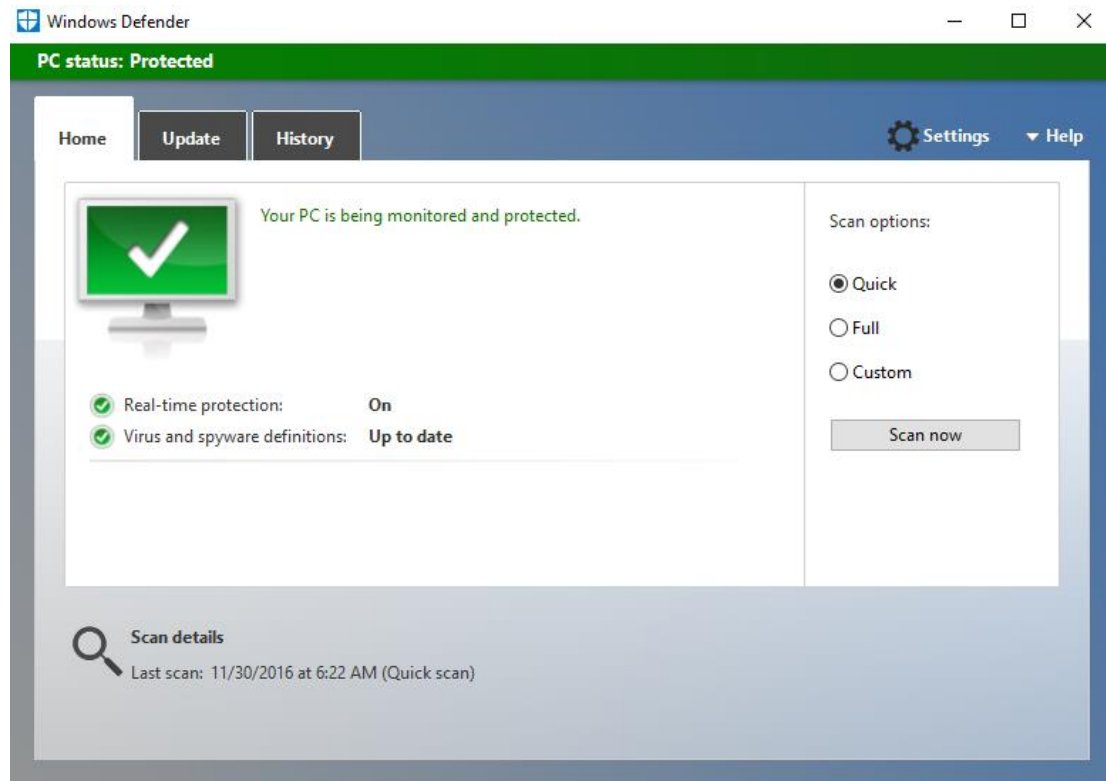 Windows Defender
PC status: Protected
Home Update History Settings Help
Your PC is being monitored and protected.
Scan options:
Quick
Full
Custom
Real-time protection: On
Virus and spyware definitions: Up to date
Scan now
Scan details
Last scan: 11/30/2016 at 6:22 AM (Quick scan)